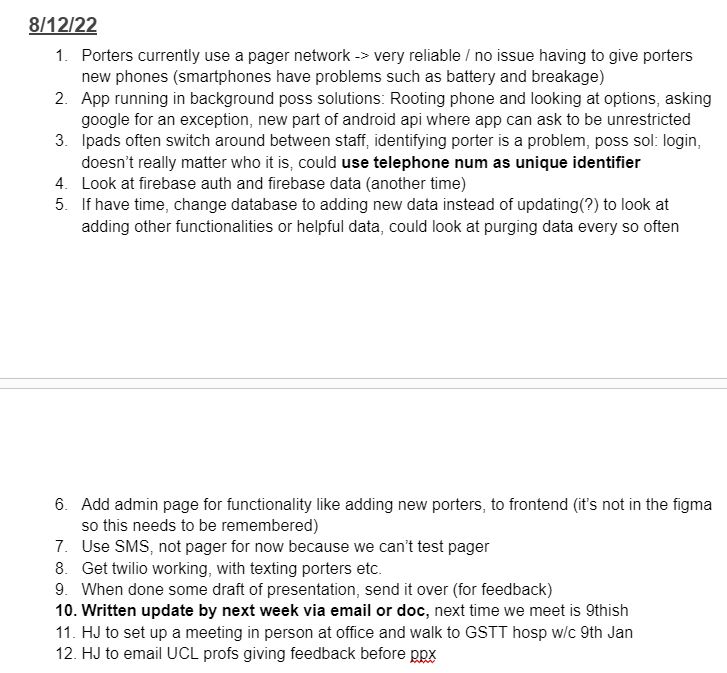 8/12/22
1. Porters currently use a pager network -> very reliable / no issue having to give porters
new phones (smartphones have problems such as battery and breakage)
2. App running in background poss solutions: Rooting phone and looking at options, asking
google for an exception, new part of android api where app can ask to be unrestricted
3. Ipads often switch around between staff, identifying porter is a problem, poss sol: login,
doesn't really matter who it is, could use telephone num as unique identifier
4. Look at firebase auth and firebase data (another time)
5. If have time, change database to adding new data instead of updating(?) to look at
adding other functionalities or helpful data, could look at purging data every so often
6. Add admin page for functionality like adding new porters, to frontend (it's not in the figma
so this needs to be remembered)
7. Use SMS, not pager for now because we can't test pager
8. Get twilio working, with texting porters etc.
9. When done some draft of presentation, send it over (for feedback)
10. Written update by next week via email or doc, next time we meet is 9thish
11. HJ to set up a meeting in person at office and walk to GSTT hosp w/c 9th Jan
12. HJ to email UCL profs giving feedback before ppx